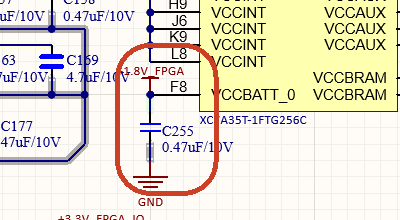 H9 VCCINT VCCAUX
0.47uF/10V J6 VCCINT VCCAUX
K9 VCCINT VCCAUX
L8 VCCINT
63 C169
1.8V_FPGA VCCBRAM
/10V 4.7uF/10V
F8 VCCBATT_0 VCCBRAM
XC7A35T-1FTG256C
C177 C255
47uF/10V 0.47uF/10V
GND
+3.3V_FPGA_IO